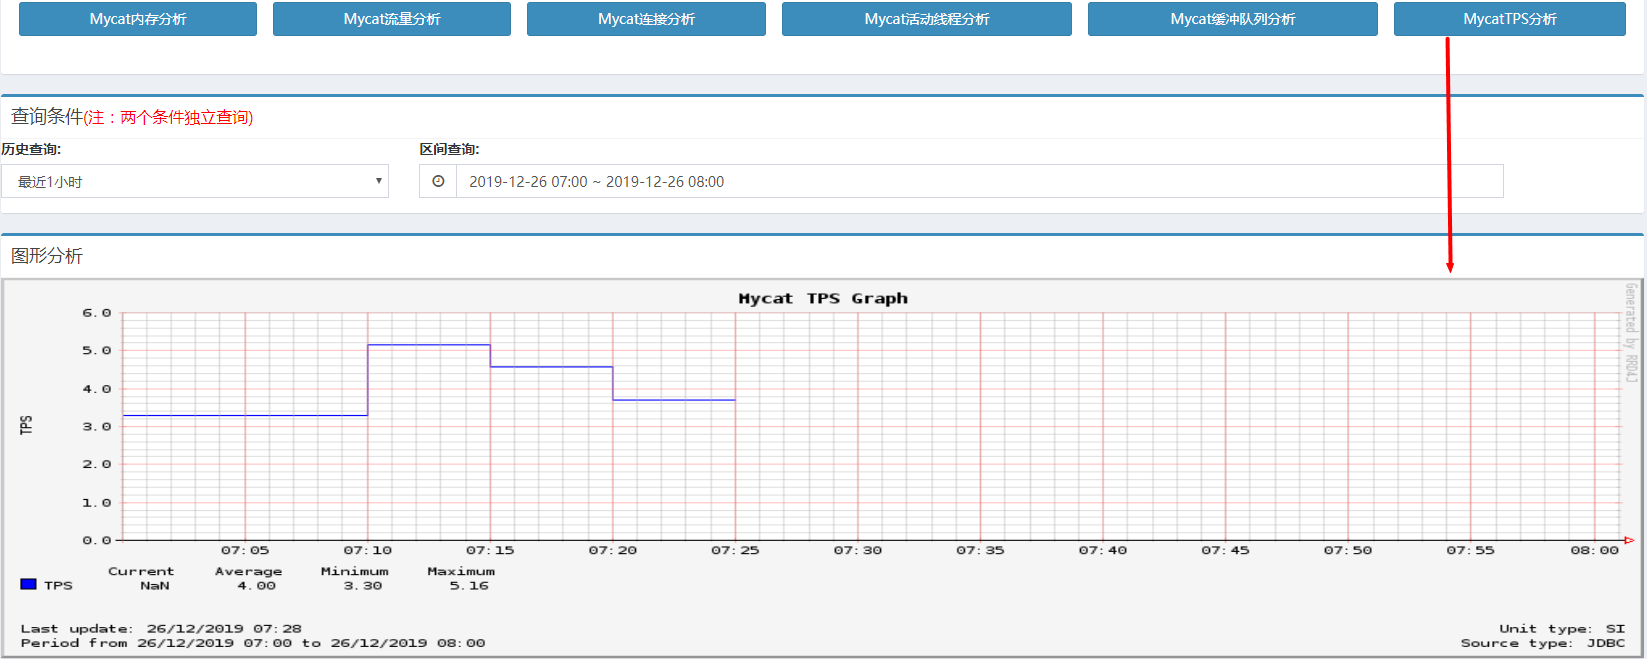 Mycat内存分析 Mycat流量分析 Mycat连接分析 Mycat活动线程分析 Mycat缓冲队列分析 MycatTPS分析
查询条件(注：两个条件独立查询)
历史查询: 区间查询:
最近1小时 2019-12-26 07:00 ~ 2019-12-26 08:00
图形分析
Mycat TPS Graph
Generated by RRD4J
6.0
5.0
4.0
3.0
2.0
1.0
0.0
TPS
07:05 07:10 07:15 07:20 07:25 07:30 07:35 07:40 07:45 07:50 07:55 08:00
Current Average Minimum Maximum
TPS NaN 4.00 3.30 5.16
Last update: 26/12/2019 07:28 Unit type: SI
Period from 26/12/2019 07:00 to 26/12/2019 08:00 Source type: JDBC